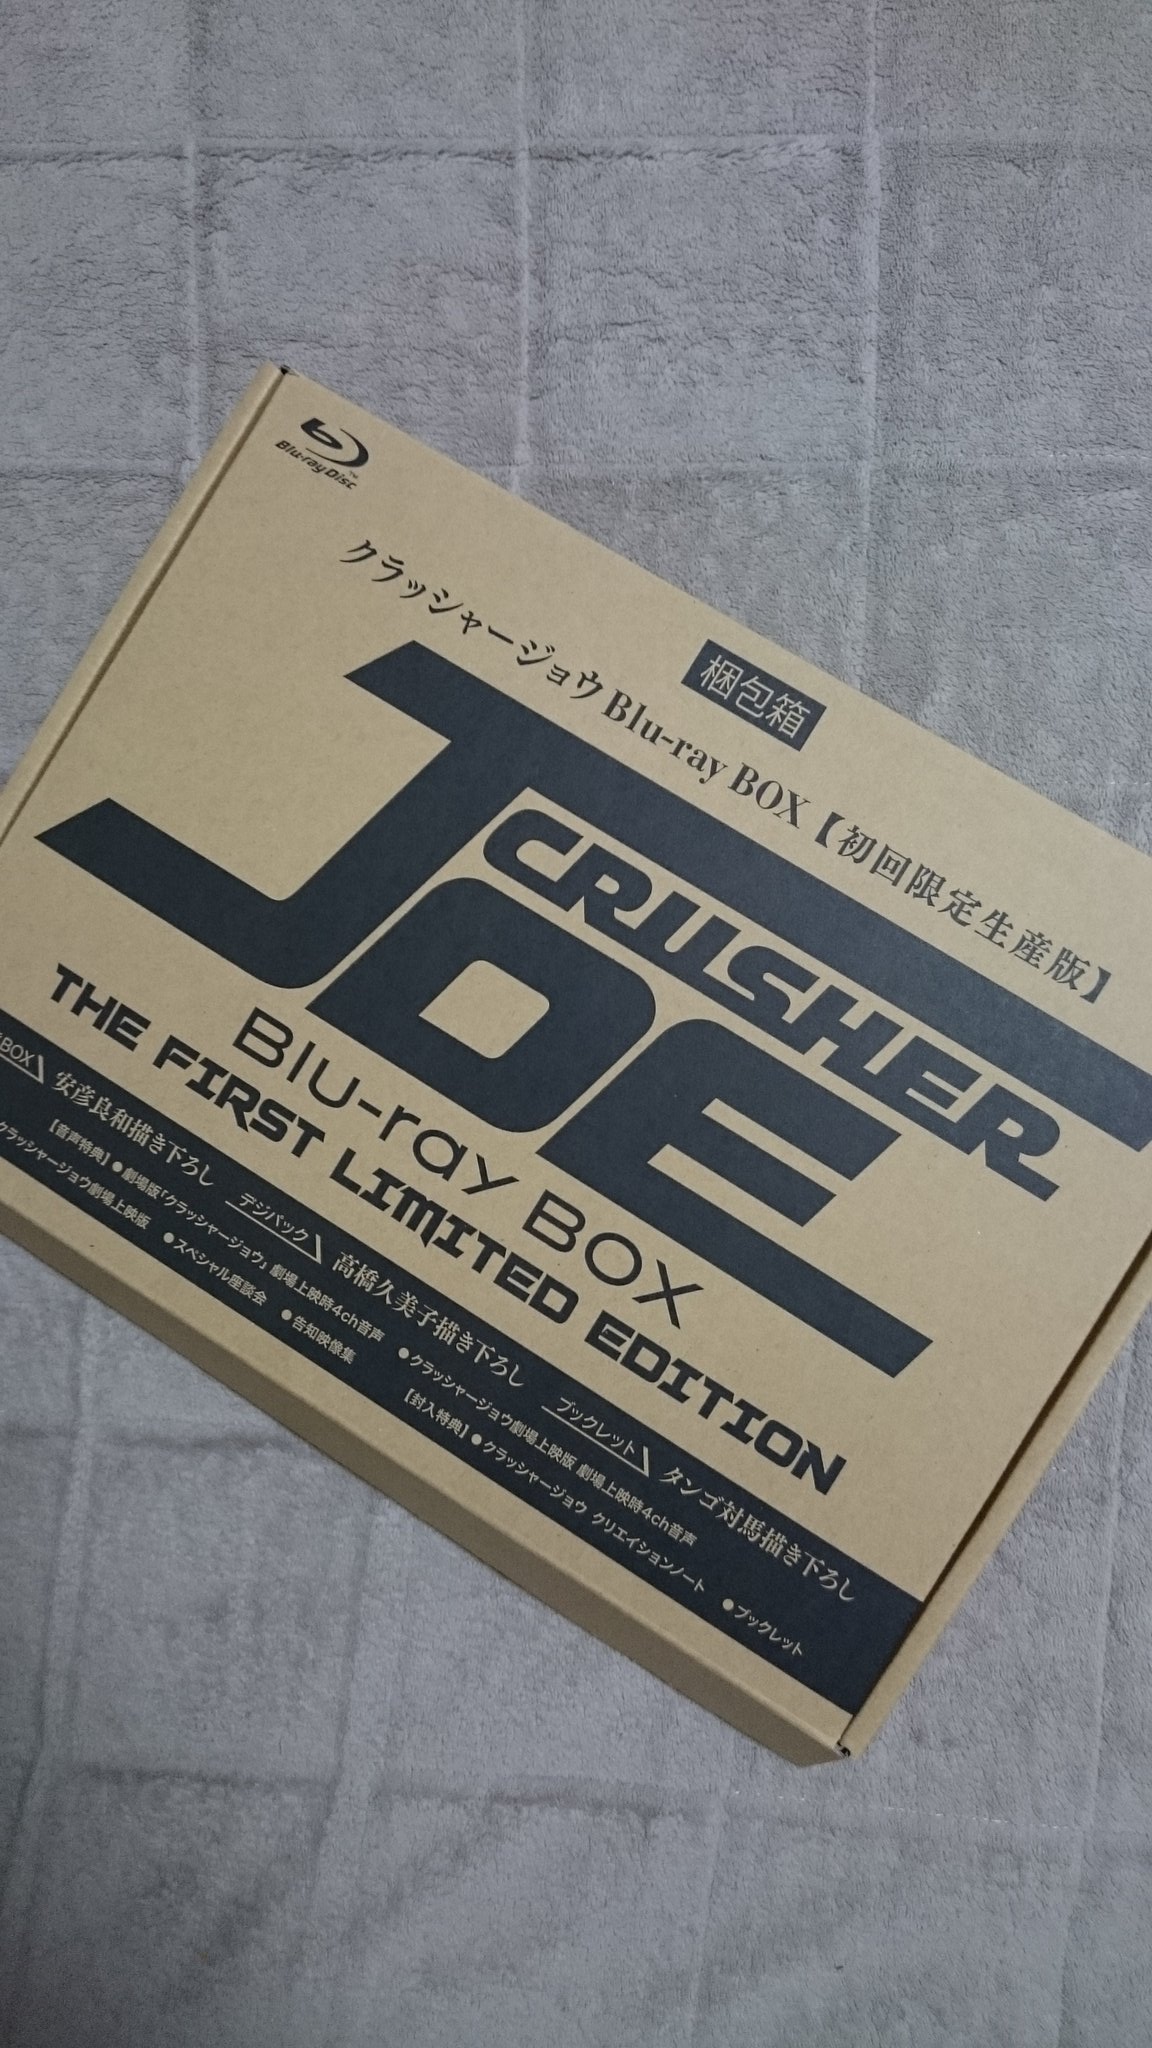 Blu-ray Disc™
梱包箱
クラッシャージョウ Blu-ray BOX【初回限定生産版】
CRUSHER
JOE
Blu-ray BOX
THE FIRST LIMITED EDITION
BOX 安彦良和描き下ろし デジパック 高橋久美子描き下ろし ブックレット タンゴ対馬描き下ろし
【音声特典】●劇場版「クラッシャージョウ」劇場上映時4ch音声 ●クラッシャージョウ劇場上映版 劇場上映時4ch音声
クラッシャージョウ劇場上映版 ●スペシャル座談会 ●告知映像集 【封入特典】●クラッシャージョウ クリエイションノート ●ブックレット